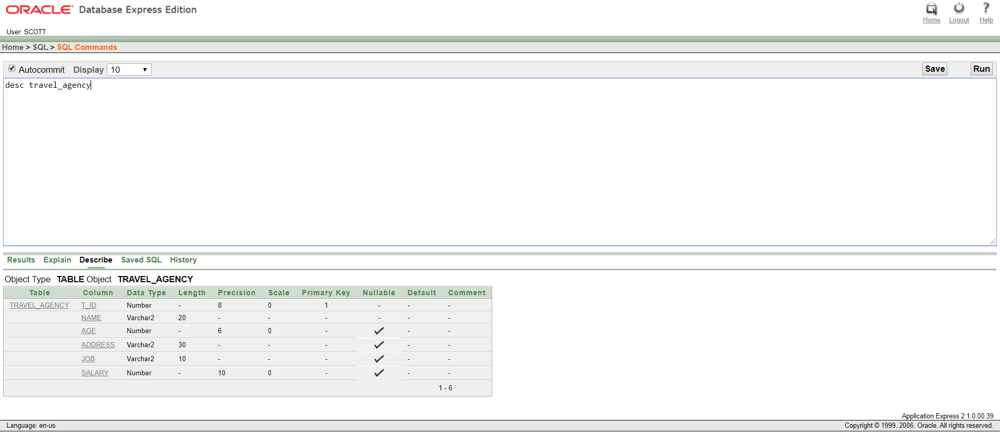 ORACLE Database Express Edition
Home Logout Help
User: SCOTT
Home > SQL > SQL Commands
Autocommit Display 10 Save Run
desc travel_agency
Results Explain Describe Saved SQL History
Object Type TABLE Object TRAVEL_AGENCY
Table Column Data Type Length Precision Scale Primary Key Nullable Default Comment
TRAVEL_AGENCY T_ID Number - 8 0 1 - - -
NAME Varchar2 20 - - - - - -
AGE Number - 6 0 - - -
ADDRESS Varchar2 30 - - - - -
JOB Varchar2 10 - - - - -
SALARY Number - 10 0 - - -
1 - 6
Application Express 2.1.0.00.39
Language: en-us Copyright © 1999, 2006, Oracle. All rights reserved.